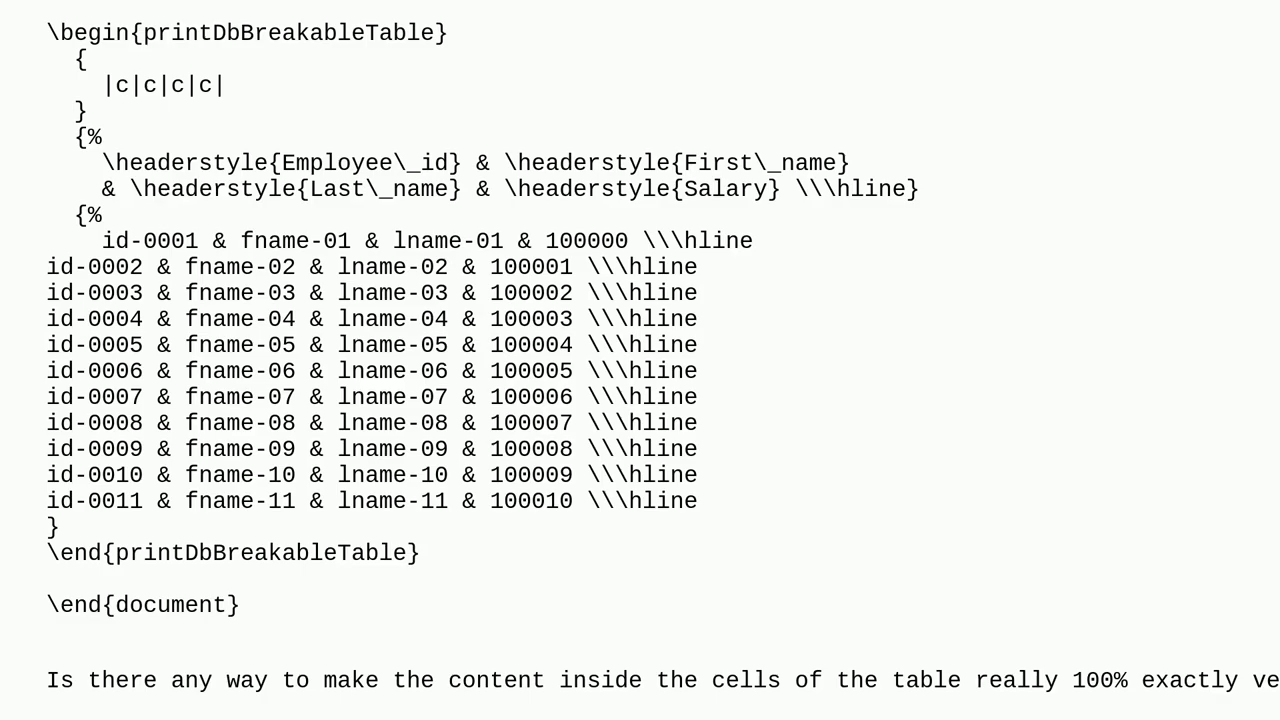 \begin{printDbBreakableTable}
  {
    |c|c|c|c|
  }
  {%
    \headerstyle{Employee\_id} & \headerstyle{First\_name}
    & \headerstyle{Last\_name} & \headerstyle{Salary} \\\hline}
  {%
    id-0001 & fname-01 & lname-01 & 100000 \\\hline
id-0002 & fname-02 & lname-02 & 100001 \\\hline
id-0003 & fname-03 & lname-03 & 100002 \\\hline
id-0004 & fname-04 & lname-04 & 100003 \\\hline
id-0005 & fname-05 & lname-05 & 100004 \\\hline
id-0006 & fname-06 & lname-06 & 100005 \\\hline
id-0007 & fname-07 & lname-07 & 100006 \\\hline
id-0008 & fname-08 & lname-08 & 100007 \\\hline
id-0009 & fname-09 & lname-09 & 100008 \\\hline
id-0010 & fname-10 & lname-10 & 100009 \\\hline
id-0011 & fname-11 & lname-11 & 100010 \\\hline
}
\end{printDbBreakableTable}

\end{document}

Is there any way to make the content inside the cells of the table really 100% exactly